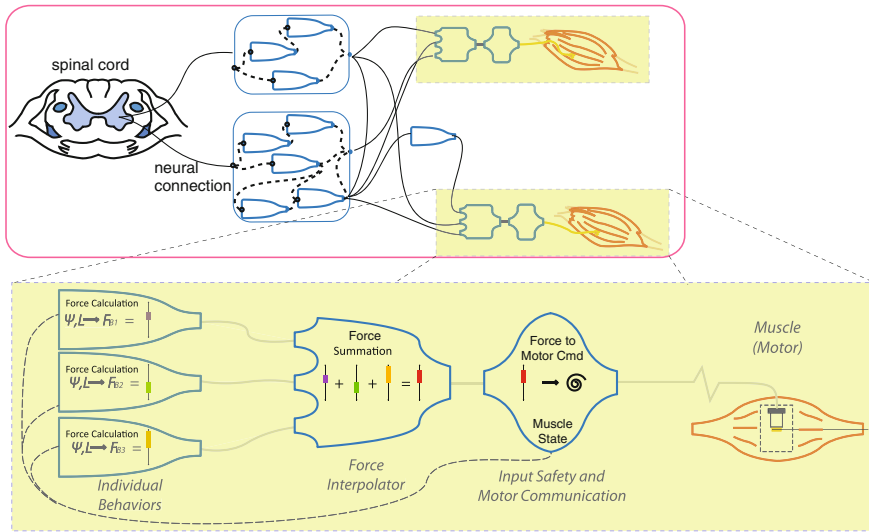 spinal cord
neural
connection
Force Calculation
Ψ,L→F_B1 =
Force Calculation
Ψ,L→F_B2 =
Force Calculation
Ψ,L→F_B3 =
Individual
Behaviors
Force
Summation
+ + =
Force
Interpolator
Force to
Motor Cmd
Muscle
State
Input Safety and
Motor Communication
Muscle
(Motor)